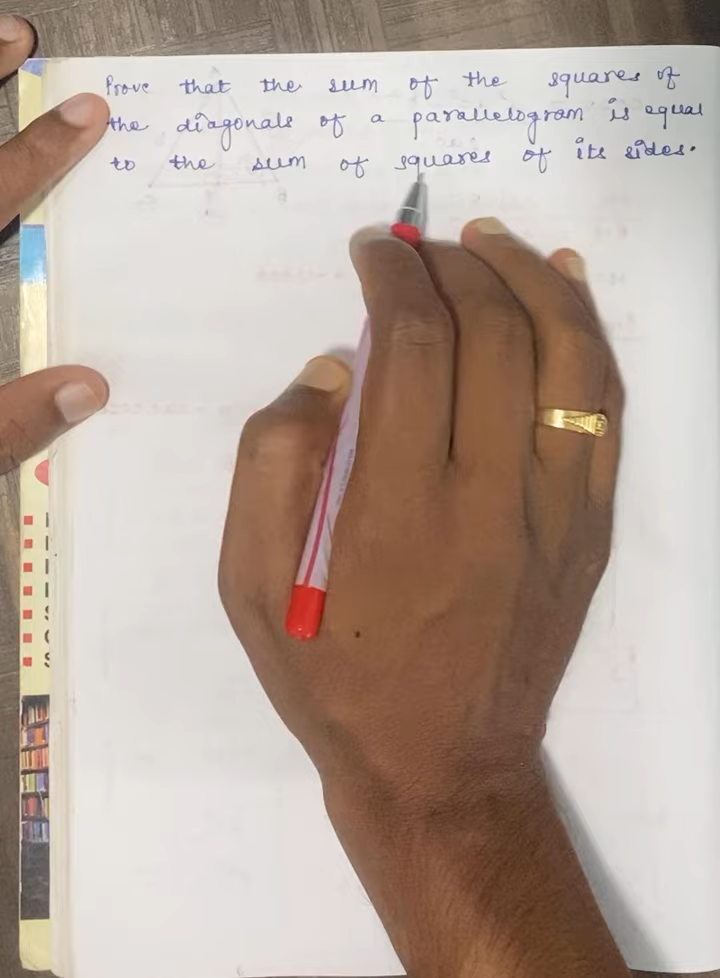 Prove that the sum of the squares of
the diagonals of a parallelogram is equal
to the sum of squares of its sides.